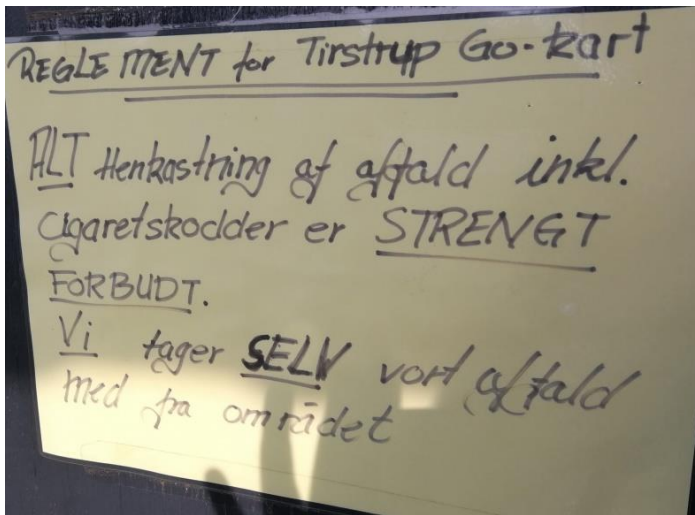 REGLEMENT for Tirstrup Go-kart
ALT Henkastning af affald inkl.
Cigaretskodder er STRENGT
FORBUDT.
Vi tager SELV vort affald
med fra området